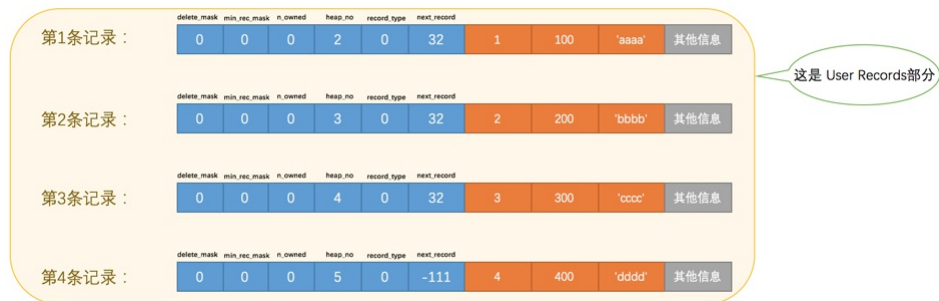 delete_mask min_rec_mask n_owned heap_no record_type next_record
第1条记录： 0 0 0 2 0 32 1 100 'aaaa' 其他信息
这是 User Records部分
delete_mask min_rec_mask n_owned heap_no record_type next_record
第2条记录： 0 0 0 3 0 32 2 200 'bbbb' 其他信息
delete_mask min_rec_mask n_owned heap_no record_type next_record
第3条记录： 0 0 0 4 0 32 3 300 'cccc' 其他信息
delete_mask min_rec_mask n_owned heap_no record_type next_record
第4条记录： 0 0 0 5 0 -111 4 400 'dddd' 其他信息